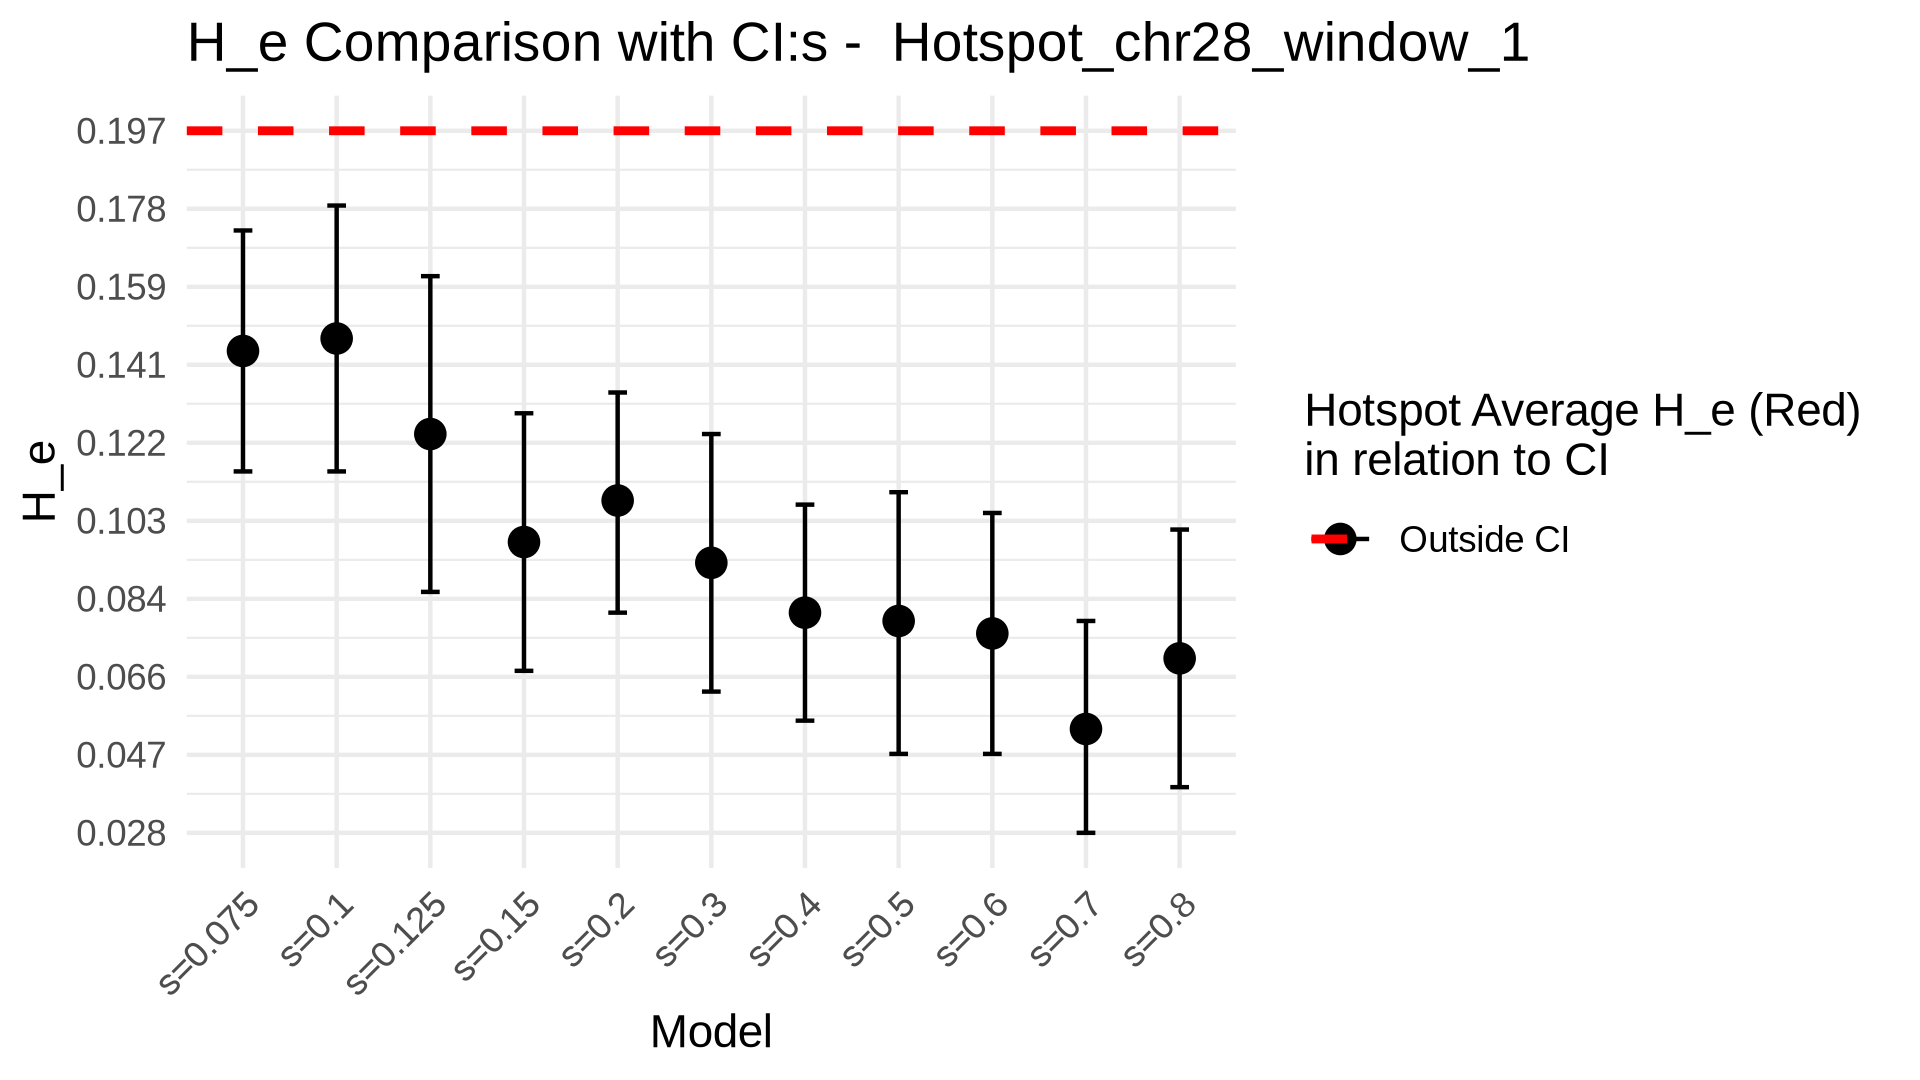 H_e Comparison with CI:s -  Hotspot_chr28_window_1
0.197
0.178
0.159
0.141
0.122
0.103
0.084
0.066
0.047
0.028
H_e
s=0.075
s=0.1
s=0.125
s=0.15
s=0.2
s=0.3
s=0.4
s=0.5
s=0.6
s=0.7
s=0.8
Model
Hotspot Average H_e (Red)
in relation to CI
Outside CI